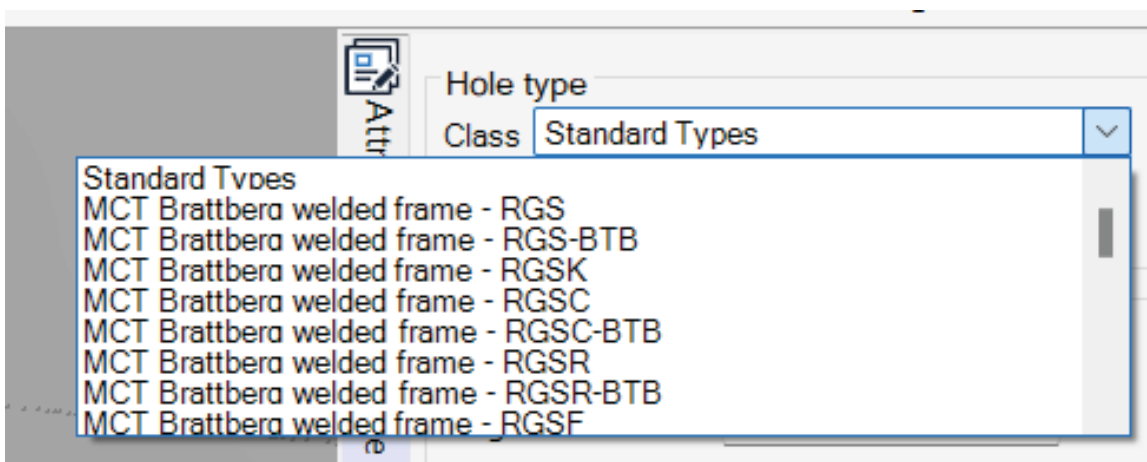 Hole type
Class Standard Types
Attr
Standard Types
MCT Brattberg welded frame - RGS
MCT Brattberg welded frame - RGS-BTB
MCT Brattberg welded frame - RGSK
MCT Brattberg welded frame - RGSC
MCT Brattberg welded frame - RGSC-BTB
MCT Brattberg welded frame - RGSR
MCT Brattberg welded frame - RGSR-BTB
MCT Brattberg welded frame - RGSF
e